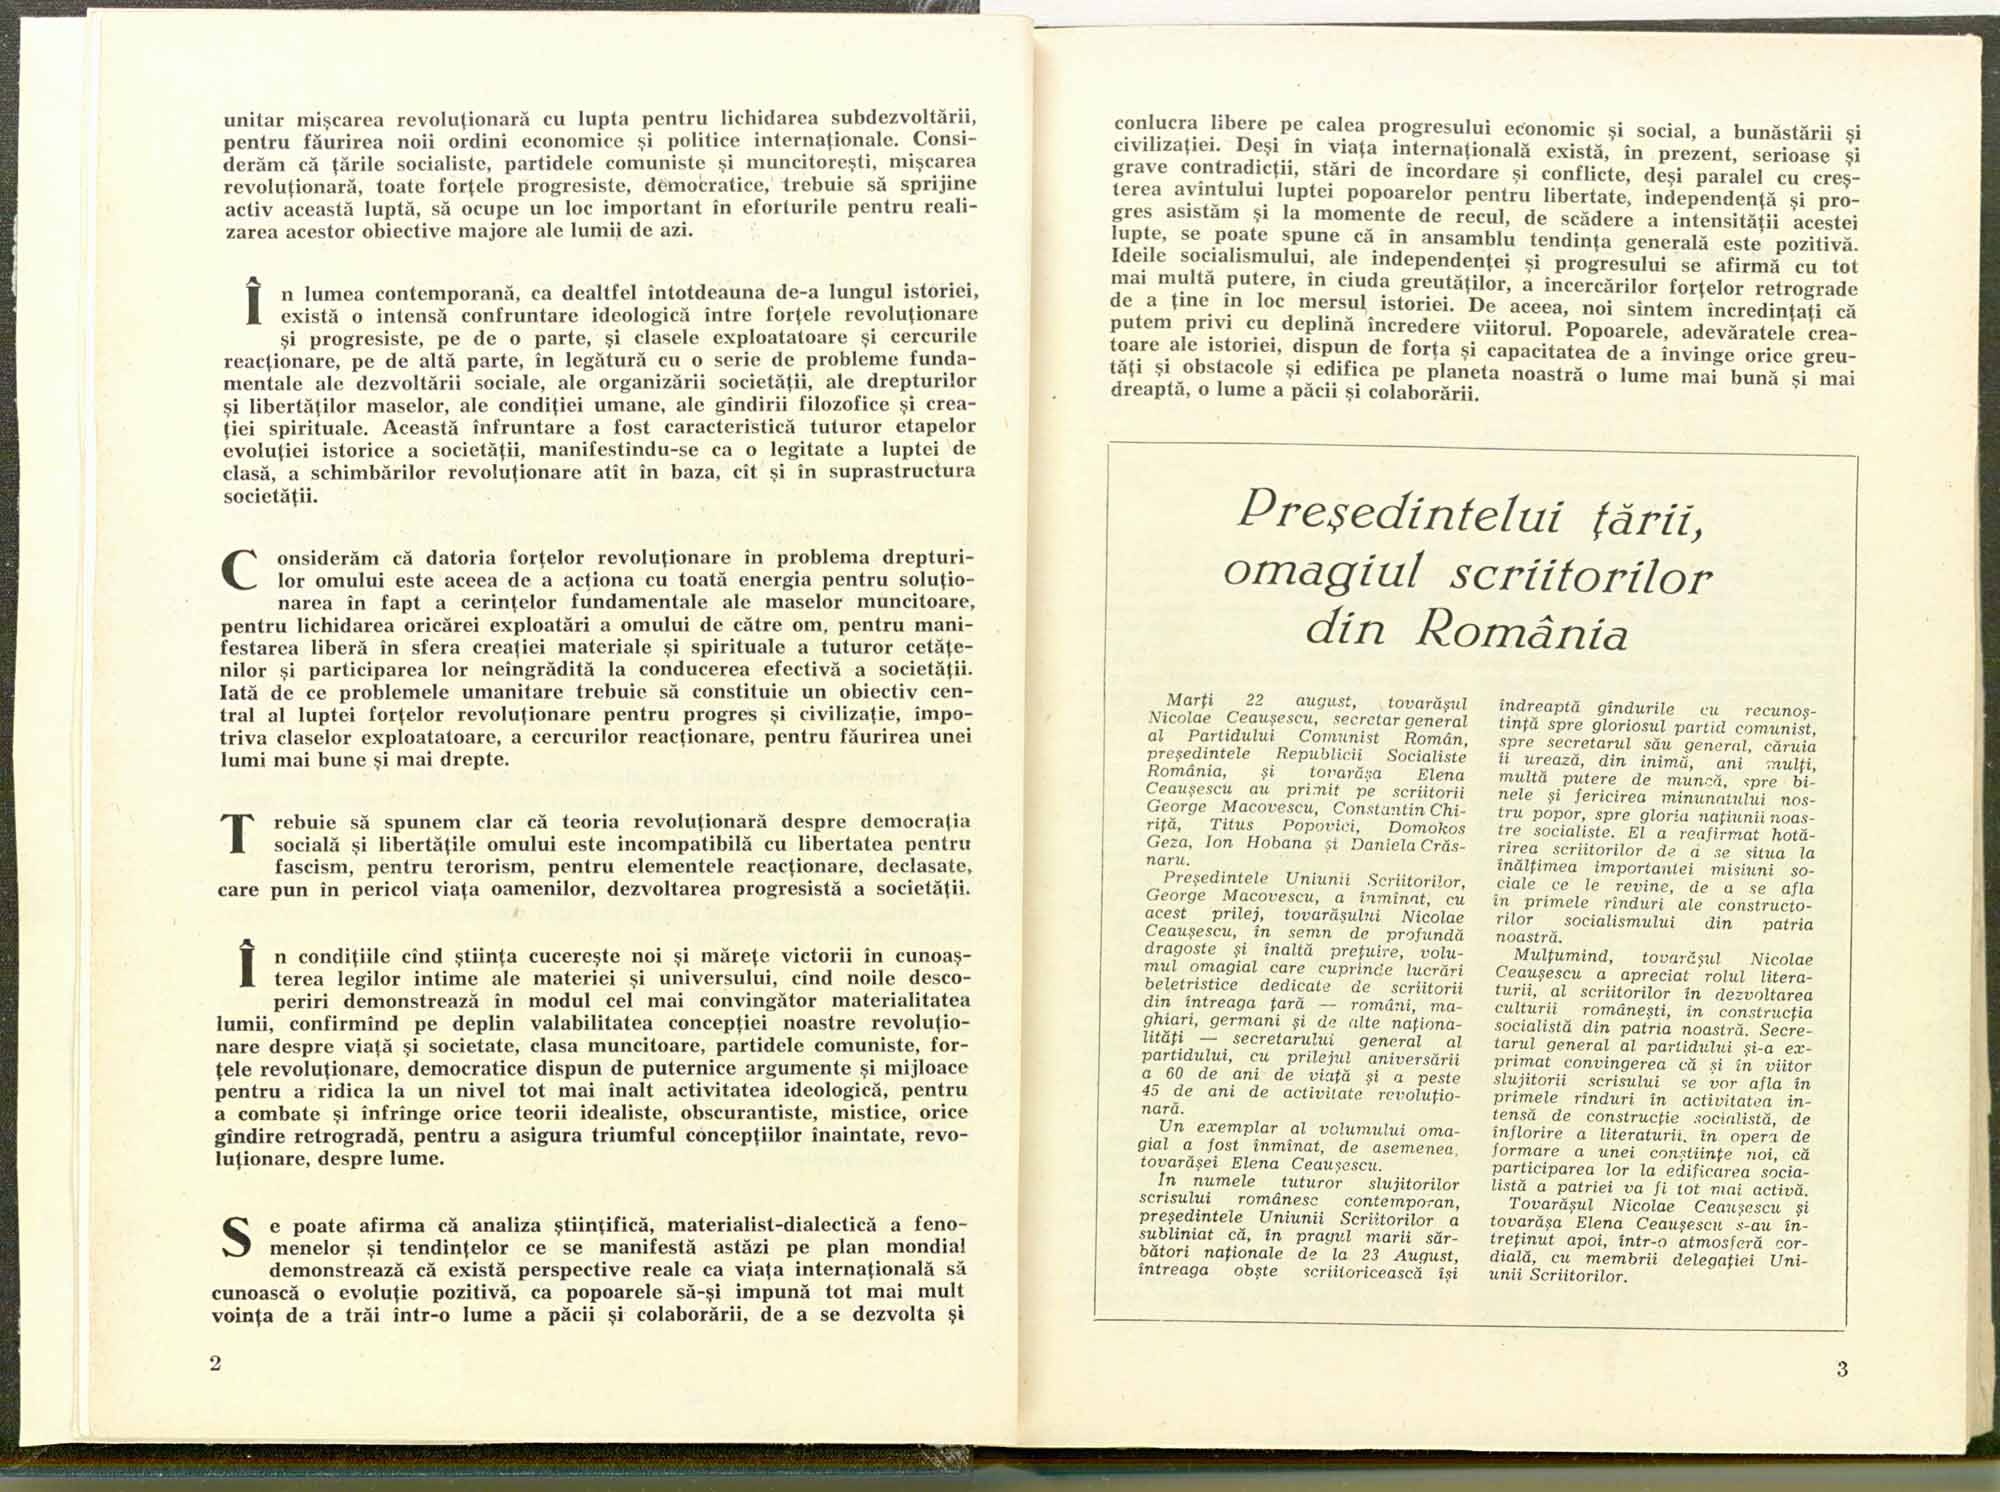 unitar mișcarea revoluționară cu lupta pentru lichidarea subdezvoltării,
pentru făurirea noii ordini economice și politice internaționale. Consi-
derăm că țările socialiste, partidele comuniste și muncitorești, mișcarea
revoluționară, toate forțele progresiste, democratice, trebuie să sprijine
activ această luptă, să ocupe un loc important în eforturile pentru reali-
zarea acestor obiective majore ale lumii de azi.
În lumea contemporană, ca dealtfel întotdeauna de-a lungul istoriei,
există o intensă confruntare ideologică între forțele revoluționare
și progresiste, pe de o parte, și clasele exploatatoare și cercurile
reacționare, pe de altă parte, în legătură cu o serie de probleme funda-
mentale ale dezvoltării sociale, ale organizării societății, ale drepturilor
și libertăților maselor, ale condiției umane, ale gîndirii filozofice și crea-
ției spirituale. Această înfruntare a fost caracteristică tuturor etapelor
evoluției istorice a societății, manifestindu-se ca o legitate a luptei de
clasă, a schimbărilor revoluționare atît în baza, cît și în suprastructura
societății.
Considerăm că datoria forțelor revoluționare în problema drepturi-
lor omului este aceea de a acționa cu toată energia pentru soluțio-
narea în fapt a cerințelor fundamentale ale maselor muncitoare,
pentru lichidarea oricărei exploatări a omului de către om, pentru mani-
festarea liberă în sfera creației materiale și spirituale a tuturor cetățe-
nilor și participarea lor neîngrădită la conducerea efectivă a societății.
Iată de ce problemele umanitare trebuie să constituie un obiectiv cen-
tral al luptei forțelor revoluționare pentru progres și civilizație, împo-
triva claselor exploatatoare, a cercurilor reacționare, pentru făurirea unei
lumi mai bune și mai drepte.
Trebuie să spunem clar că teoria revoluționară despre democrația
socială și libertățile omului este incompatibilă cu libertatea pentru
fascism, pentru terorism, pentru elementele reacționare, declasate,
care pun în pericol viața oamenilor, dezvoltarea progresistă a societății.
În condițiile cînd știința cucerește noi și mărețe victorii în cunoaș-
terea legilor intime ale materiei și universului, cînd noile desco-
periri demonstrează în modul cel mai convingător materialitatea
lumii, confirmînd pe deplin valabilitatea concepției noastre revoluțio-
nare despre viață și societate, clasa muncitoare, partidele comuniste, for-
țele revoluționare, democratice dispun de puternice argumente și mijloace
pentru a ridica la un nivel tot mai înalt activitatea ideologică, pentru
a combate și înfrînge orice teorii idealiste, obscurantiste, mistice, orice
gîndire retrogradă, pentru a asigura triumful concepțiilor înaintate, revo-
luționare, despre lume.
Se poate afirma că analiza științifică, materialist-dialectică a feno-
menelor și tendințelor ce se manifestă astăzi pe plan mondial
demonstrează că există perspective reale ca viața internațională să
cunoască o evoluție pozitivă, ca popoarele să-și impună tot mai mult
voința de a trăi într-o lume a păcii și colaborării, de a se dezvolta și
2
conlucra libere pe calea progresului economic și social, a bunăstării și
civilizației. Deși în viața internațională există, în prezent, serioase și
grave contradicții, stări de încordare și conflicte, deși paralel cu creș-
terea avintului luptei popoarelor pentru libertate, independență și pro-
gres asistăm și la momente de recul, de scădere a intensității acestei
lupte, se poate spune că în ansamblu tendința generală este pozitivă.
Ideile socialismului, ale independenței și progresului se afirmă cu tot
mai multă putere, în ciuda greutăților, a încercărilor forțelor retrograde
de a ține în loc mersul istoriei. De aceea, noi sîntem încredințați că
putem privi cu deplină încredere viitorul. Popoarele, adevăratele crea-
toare ale istoriei, dispun de forța și capacitatea de a învinge orice greu-
tăți și obstacole și edifica pe planeta noastră o lume mai bună și mai
dreaptă, o lume a păcii și colaborării.
Președintelui țării,
omagiul scriitorilor
din România
Marți 22 august, tovarășul
Nicolae Ceaușescu, secretar general
al Partidului Comunist Român,
președintele Republicii Socialiste
România, și tovarășa Elena
Ceaușescu au primit pe scriitorii
George Macovescu, Constantin Chi-
riță, Titus Popovici, Domokos
Geza, Ion Hobana și Daniela Crăs-
naru.
Președintele Uniunii Scriitorilor,
George Macovescu, a înmînat, cu
acest prilej, tovarășului Nicolae
Ceaușescu, în semn de profundă
dragoste și înaltă prețuire, volu-
mul omagial care cuprinde lucrări
beletristice dedicate de scriitorii
din întreaga țară — români, ma-
ghiari, germani și de alte naționa-
lități — secretarului general al
partidului, cu prilejul aniversării
a 60 de ani de viață și a peste
45 de ani de activitate revoluțio-
nară.
Un exemplar al volumului oma-
gial a fost înmînat, de asemenea,
tovarășei Elena Ceaușescu.
În numele tuturor slujitorilor
scrisului românesc contemporan,
președintele Uniunii Scriitorilor a
subliniat că, în pragul marii săr-
bători naționale de la 23 August,
întreaga obște scriitoricească își
îndreaptă gîndurile cu recunoș-
tință spre gloriosul partid comunist,
spre secretarul său general, căruia
îi urează, din inimă, ani mulți,
multă putere de muncă, spre bi-
nele și fericirea minunatului nos-
tru popor, spre gloria națiunii noas-
tre socialiste. El a reafirmat hotă-
rîrea scriitorilor de a se situa la
înălțimea importantei misiuni so-
ciale ce le revine, de a se afla
în primele rînduri ale constructo-
rilor socialismului din patria
noastră.
Mulțumind, tovarășul Nicolae
Ceaușescu a apreciat rolul litera-
turii, al scriitorilor în dezvoltarea
culturii românești, în construcția
socialistă din patria noastră. Secre-
tarul general al partidului și-a ex-
primat convingerea că și în viitor
slujitorii scrisului se vor afla în
primele rînduri în activitatea in-
tensă de construcție socialistă, de
înflorire a literaturii, în opera de
formare a unei conștiințe noi, că
participarea lor la edificarea socia-
listă a patriei va fi tot mai activă.
Tovarășul Nicolae Ceaușescu și
tovarășa Elena Ceaușescu s-au în-
treținut apoi, într-o atmosferă cor-
dială, cu membrii delegației Uni-
unii Scriitorilor.
3